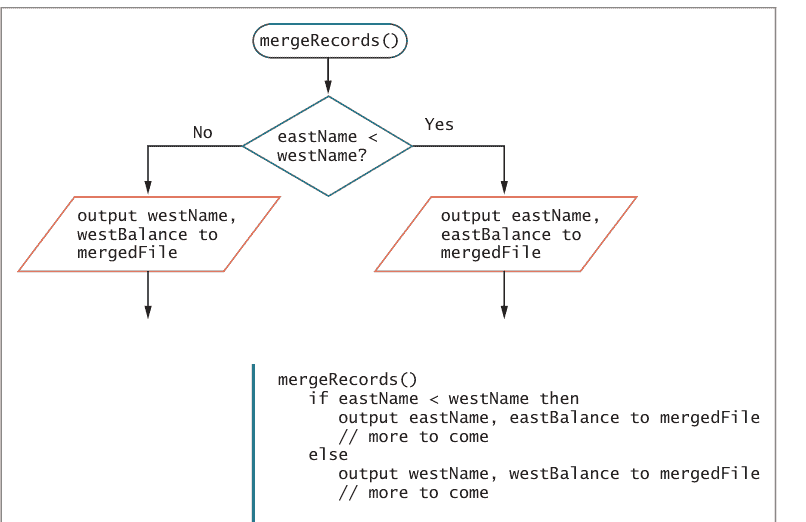 mergeRecords()
eastName <
westName?
No
Yes
output westName,
westBalance to
mergedFile
output eastName,
eastBalance to
mergedFile
mergeRecords()
if eastName < westName then
output eastName, eastBalance to mergedFile
// more to come
else
output westName, westBalance to mergedFile
// more to come